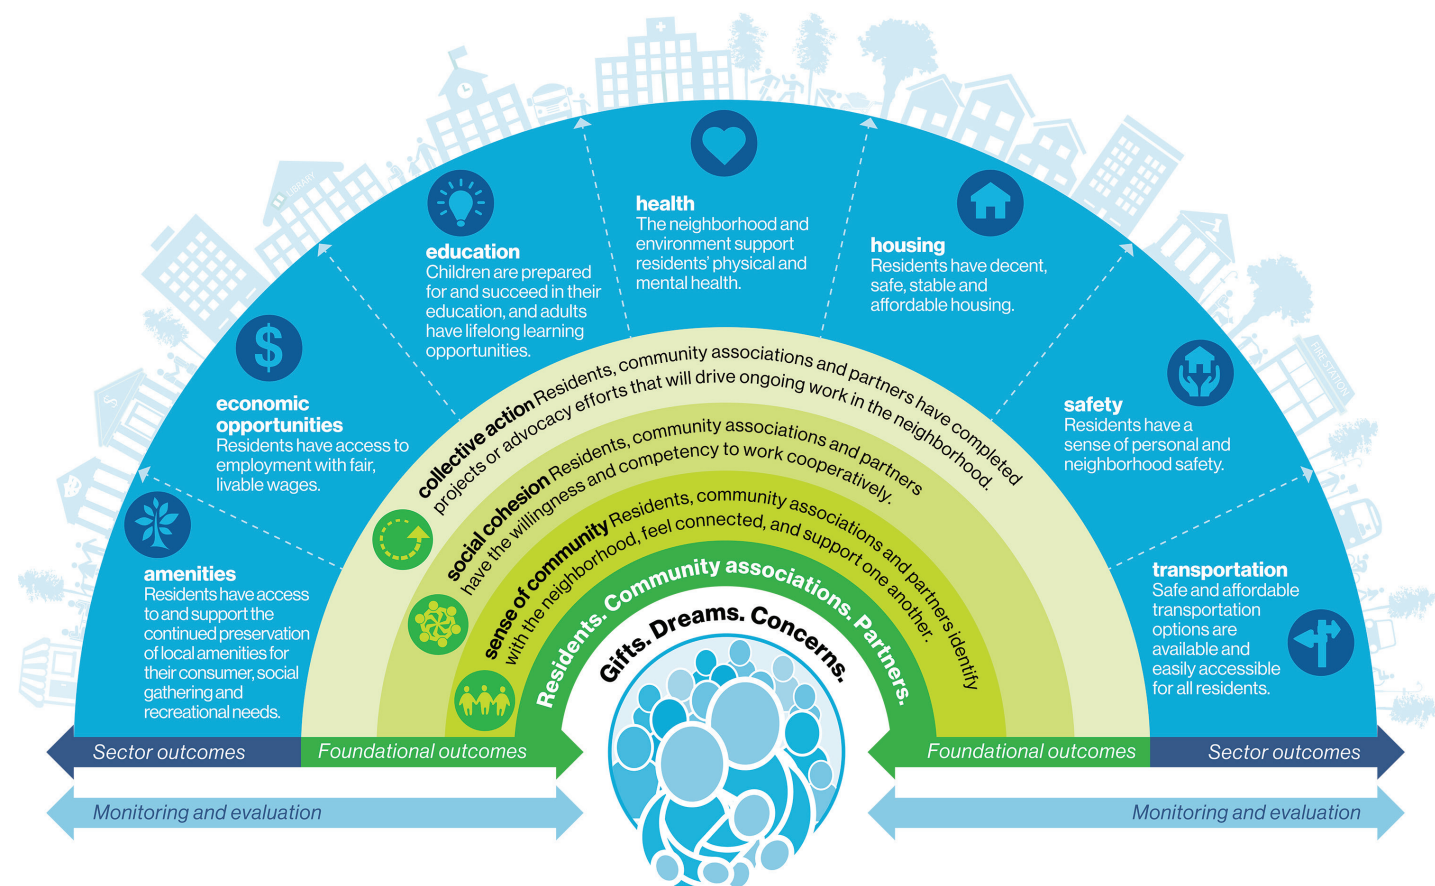 LIBRARY
FIRE STATION
health
The neighborhood and
environment support
residents' physical and
mental health.
education
Children are prepared
for and succeed in their
education, and adults
have lifelong learning
opportunities.
housing
Residents have decent,
safe, stable and
affordable housing.
economic
opportunities
Residents have access to
employment with fair,
livable wages.
safety
Residents have a
sense of personal and
neighborhood safety.
amenities
Residents have access
to and support the
continued preservation
of local amenities for
their consumer, social
gathering and
recreational needs.
transportation
Safe and affordable
transportation
options are
available and
easily accessible
for all residents.
$
collective action Residents, community associations and partners have completed
projects or advocacy efforts that will drive ongoing work in the neighborhood.
social cohesion Residents, community associations and partners
have the willingness and competency to work cooperatively.
sense of community Residents, community associations and partners identify
with the neighborhood, feel connected, and support one another.
Residents. Community associations. Partners.
Gifts. Dreams. Concerns.
Sector outcomes
Foundational outcomes
Foundational outcomes
Sector outcomes
Monitoring and evaluation
Monitoring and evaluation